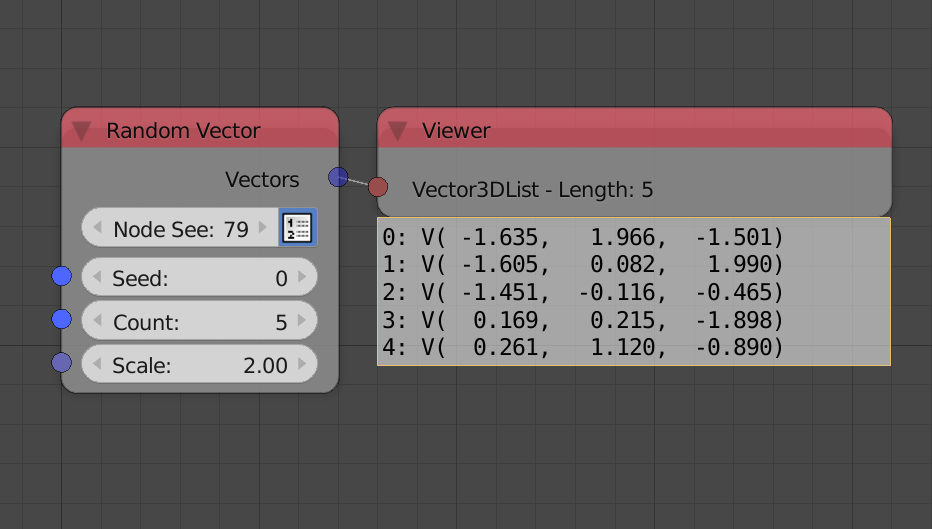 Random Vector
Vectors
Node See: 79
Seed: 0
Count: 5
Scale: 2.00
Viewer
Vector3DList - Length: 5
0: V( -1.635, 1.966, -1.501)
1: V( -1.605, 0.082, 1.990)
2: V( -1.451, -0.116, -0.465)
3: V( 0.169, 0.215, -1.898)
4: V( 0.261, 1.120, -0.890)